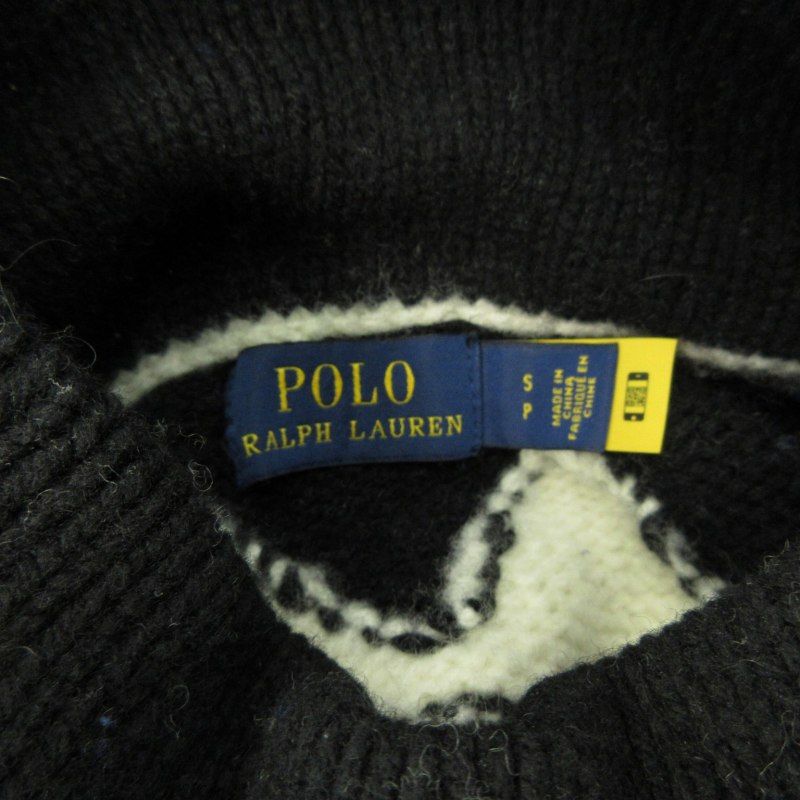 POLO
RALPH LAUREN
S
P
MADE IN
CHINA
FABRIQUÉ EN
CHINE